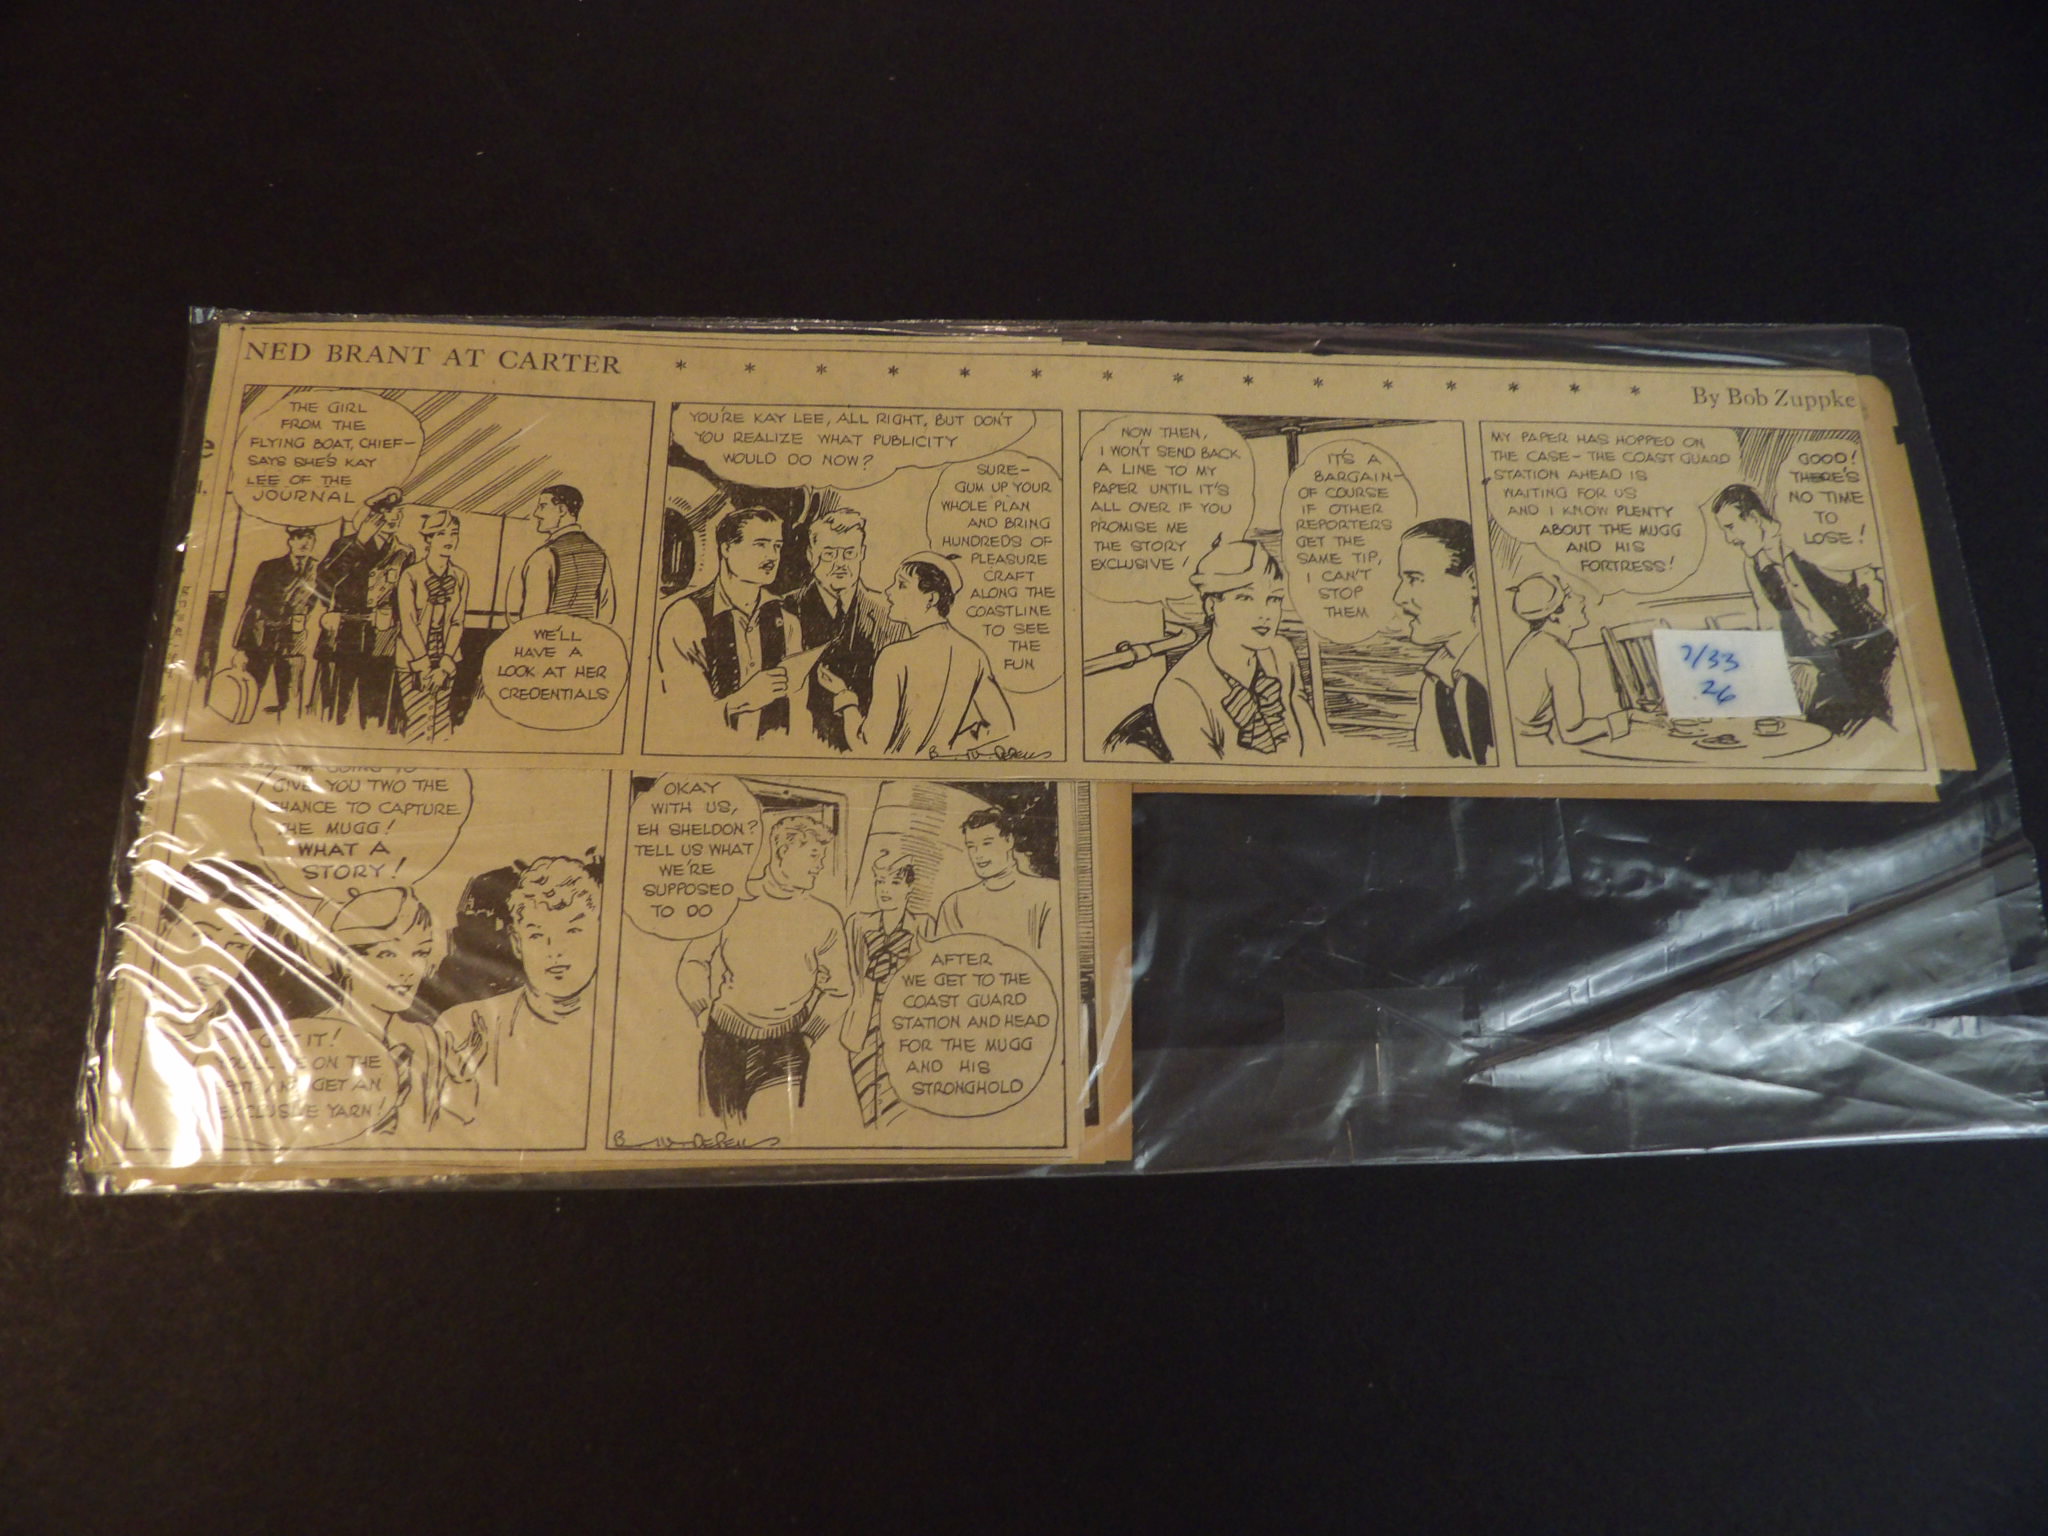 NED BRANT AT CARTER * * * * * * * * * * * * * * By Bob Zuppke
THE GIRL
FROM THE
FLYING BOAT, CHIEF-
SAYS SHE'S KAY
LEE OF THE
JOURNAL
WE'LL
HAVE A
LOOK AT HER
CREDENTIALS
YOU'RE KAY LEE, ALL RIGHT, BUT DON'T
YOU REALIZE WHAT PUBLICITY
WOULD DO NOW?
SURE-
GUM UP YOUR
WHOLE PLAN
AND BRING
HUNDREDS OF
PLEASURE
CRAFT
ALONG THE
COASTLINE
TO SEE
THE
FUN
NOW THEN,
I WON'T SEND BACK
A LINE TO MY
PAPER UNTIL IT'S
ALL OVER IF YOU
PROMISE ME
THE STORY
EXCLUSIVE!
IT'S A
BARGAIN-
OF COURSE
IF OTHER
REPORTERS
GET THE
SAME TIP,
I CAN'T
STOP
THEM
MY PAPER HAS HOPPED ON
THE CASE - THE COAST GUARD
STATION AHEAD IS
WAITING FOR US
AND I KNOW PLENTY
ABOUT THE MUGG
AND HIS
FORTRESS!
GOOD!
THERE'S
NO TIME
TO
LOSE!
7/33
26
GIVE YOU TWO THE
CHANCE TO CAPTURE
THE MUGG!
WHAT A
STORY!
GET IT!
ON THE
GET AN
EXCLUSIVE YARN!
OKAY
WITH US,
EH SHELDON?
TELL US WHAT
WE'RE
SUPPOSED
TO DO
AFTER
WE GET TO THE
COAST GUARD
STATION AND HEAD
FOR THE MUGG
AND HIS
STRONGHOLD